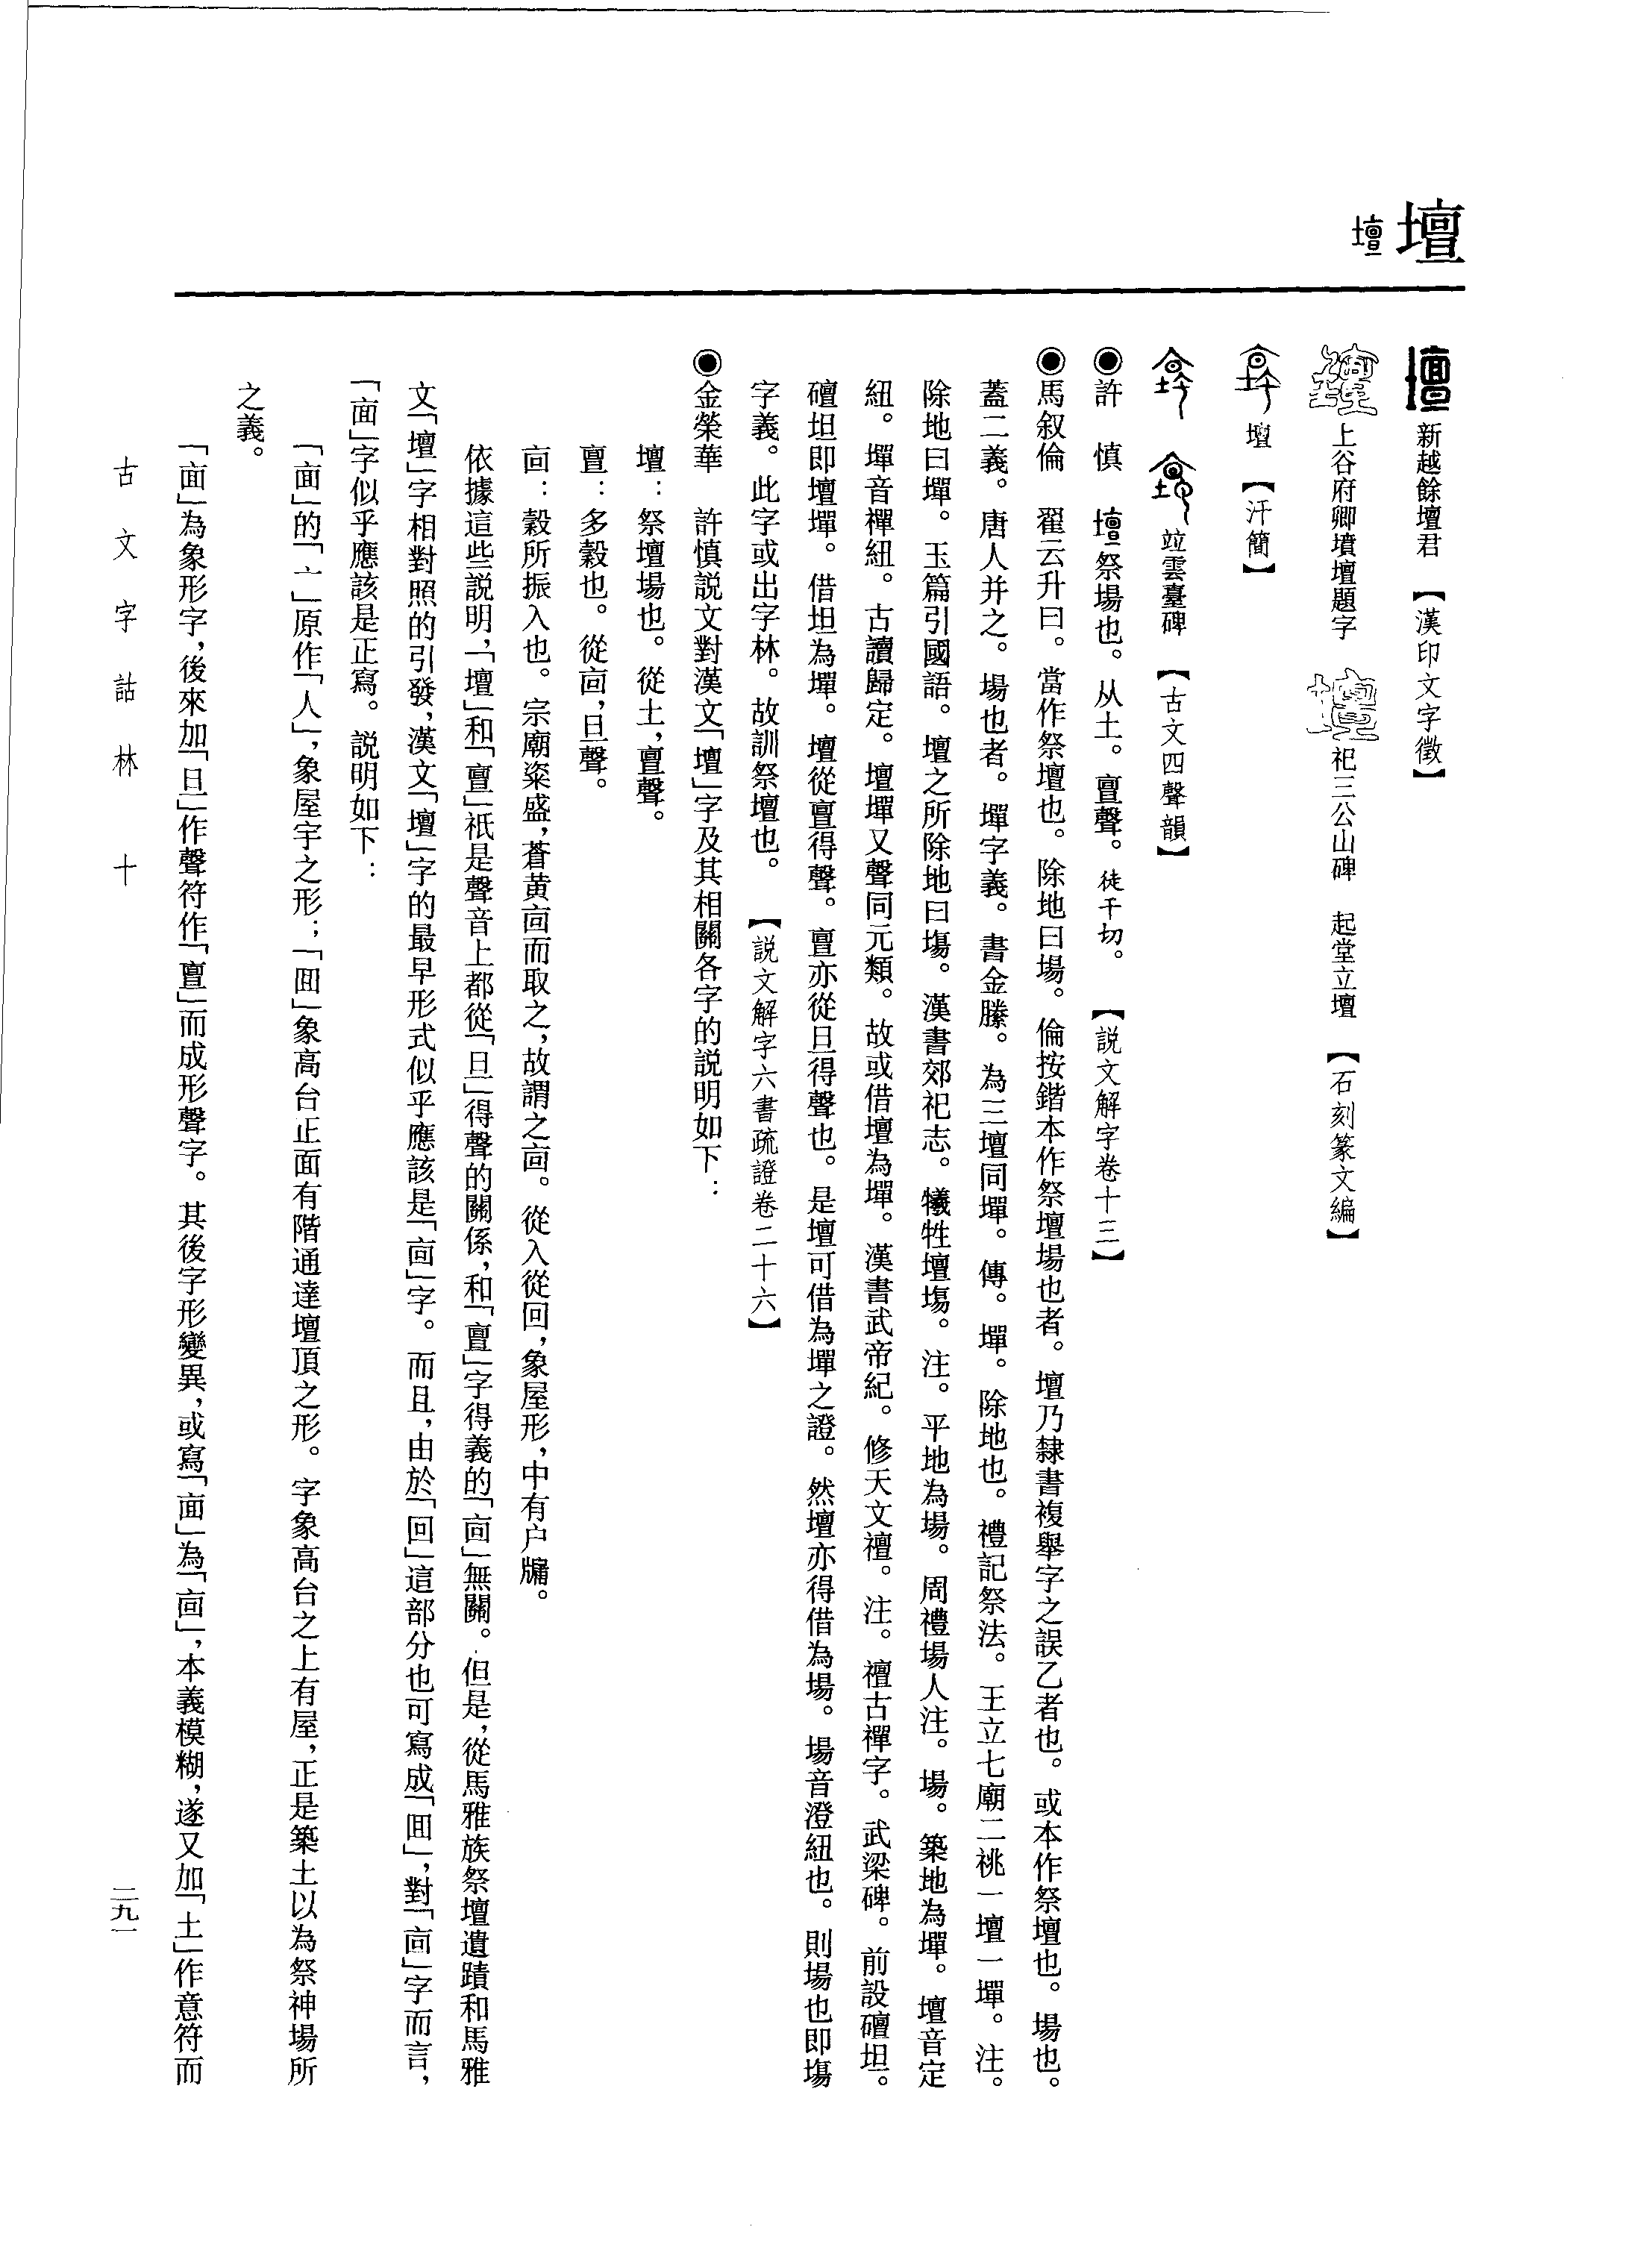 壇
壇
新越餘壇君 【漢印文字徵】
上谷府卿墳壇題字 祀三公山碑 起堂立壇 【石刻篆文編】
壇 【汗簡】
竝雲臺碑 【古文四聲韻】
◉許 慎 壇祭場也。从土。亶聲。徒干切。 【説文解字卷十三】
◉馬叙倫 翟云升曰。當作祭壇也。除地曰場。倫按鍇本作祭壇場也者。壇乃隸書複舉字之誤乙者也。或本作祭壇也。場也。
蓋二義。唐人并之。場也者。墠字義。書金縢。為三壇同墠。傳。墠。除地也。禮記祭法。王立七廟二祧一壇一墠。注。
除地曰墠。玉篇引國語。壇之所除地曰塲。漢書郊祀志。犧牲壇塲。注。平地為場。周禮場人注。場。築地為墠。壇音定
紐。墠音禪紐。古讀歸定。壇墠又聲同元類。故或借壇為墠。漢書武帝紀。修天文禮。注。禮古禪字。武梁碑。前設磹坦。
磹坦即壇墠。借坦為墠。壇從亶得聲。亶亦從旦得聲也。是壇可借為墠之證。然壇亦得借為場。場音澄紐也。則場也即塲
字義。此字或出字林。故訓祭壇也。 【説文解字六書疏證卷二十六】
◉金榮華 許慎説文對漢文「壇」字及其相關各字的説明如下：
壇：祭壇場也。從土，亶聲。
亶：多穀也。從㐭，旦聲。
㐭：穀所振入也。宗廟粢盛，蒼黄㐭而取之，故謂之㐭。從入從回，象屋形，中有户牖。
依據這些説明，「壇」和「亶」祇是聲音上都從「旦」得聲的關係，和「亶」字得義的「㐭」無關。但是，從馬雅族祭壇遺蹟和馬雅
文「壇」字相對照的引發，漢文「壇」字的最早形式似乎應該是「㐭」字。而且，由於「回」這部分也可寫成「囬」，對「㐭」字而言，
「面」字似乎應該是正寫。説明如下：
「面」的「亠」原作「人」，象屋宇之形；「囬」象高台正面有階通達壇頂之形。字象高台之上有屋，正是築土以為祭神場所
之義。
「面」為象形字，後來加「旦」作聲符作「亶」而成形聲字。其後字形變異，或寫「面」為「㐭」，本義模糊，遂又加「土」作意符而
古文字詁林 十
二九一